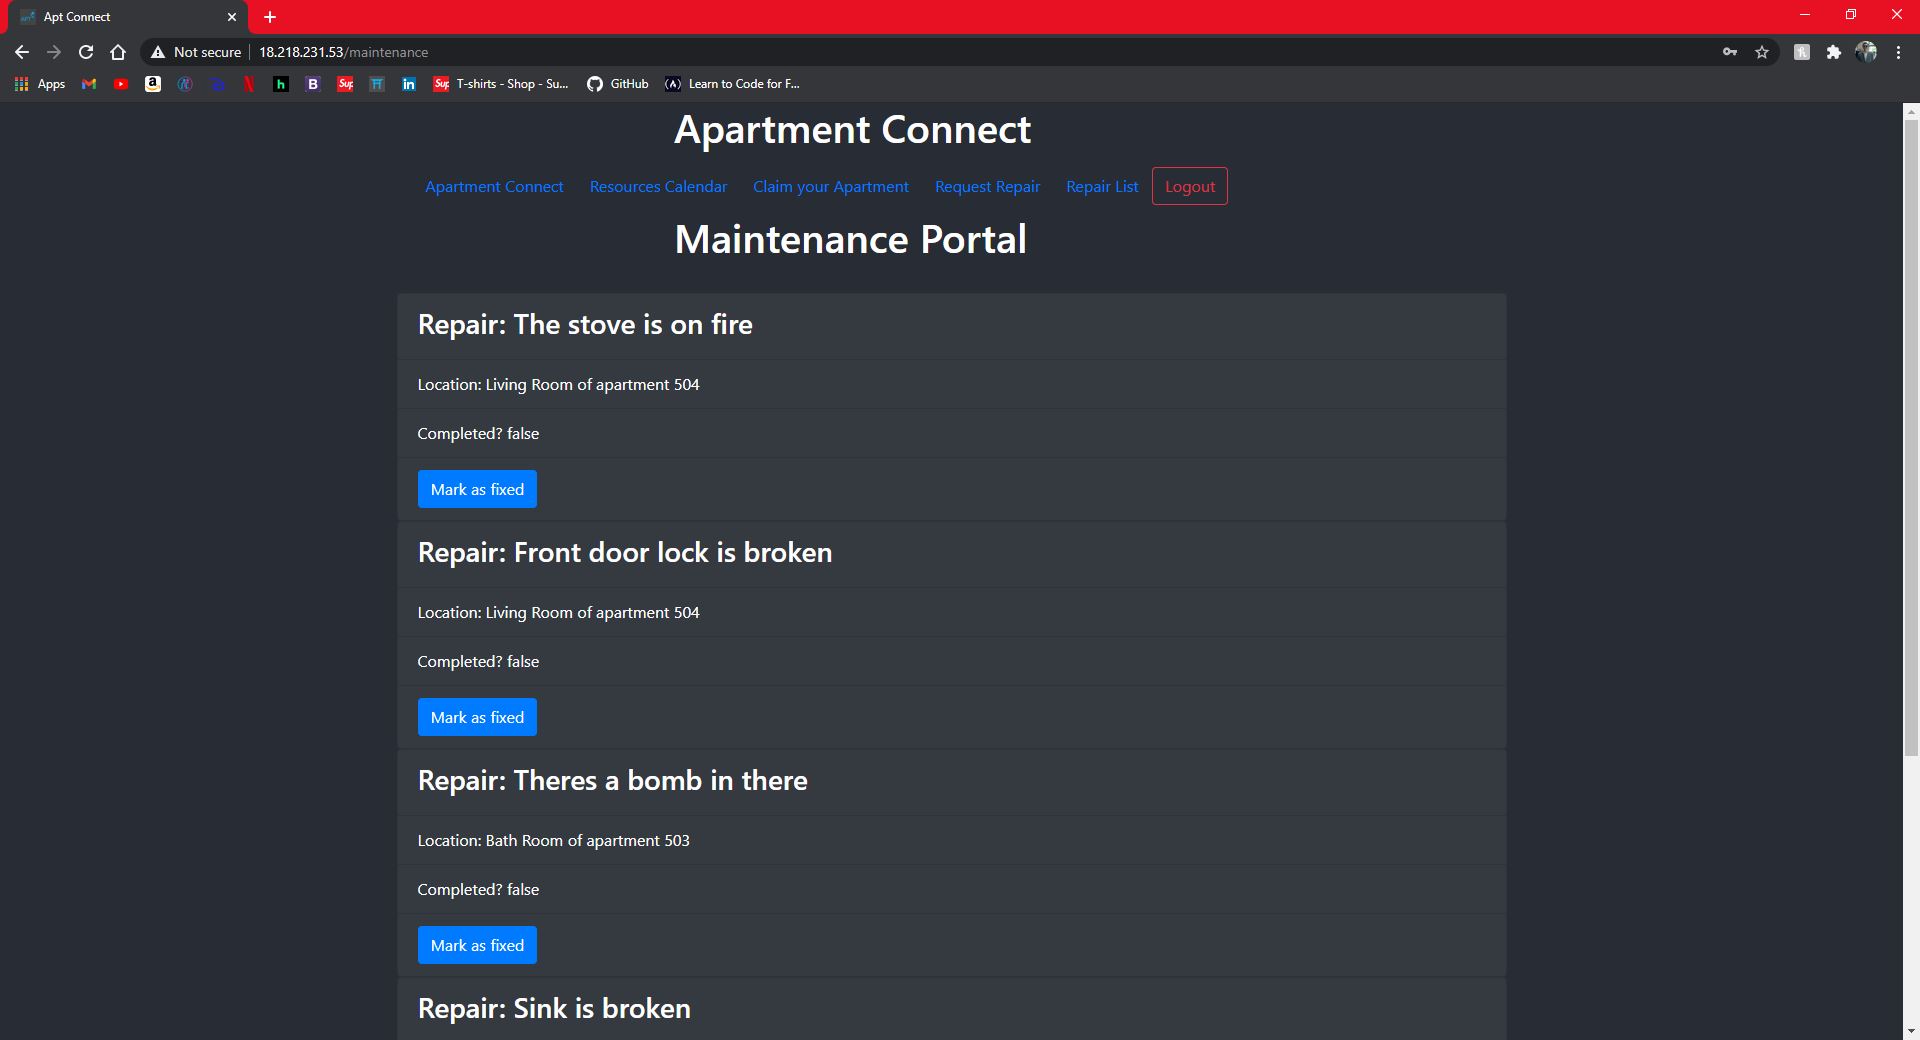 Apt Connect
Not secure 18.218.231.53/maintenance
Apps
a
h
B
Sup
in
Sup T-shirts - Shop - Su...
GitHub
(A) Learn to Code for F...
Apartment Connect
Apartment Connect Resources Calendar Claim your Apartment Request Repair Repair List Logout
Maintenance Portal
Repair: The stove is on fire
Location: Living Room of apartment 504
Completed? false
Mark as fixed
Repair: Front door lock is broken
Location: Living Room of apartment 504
Completed? false
Mark as fixed
Repair: Theres a bomb in there
Location: Bath Room of apartment 503
Completed? false
Mark as fixed
Repair: Sink is broken